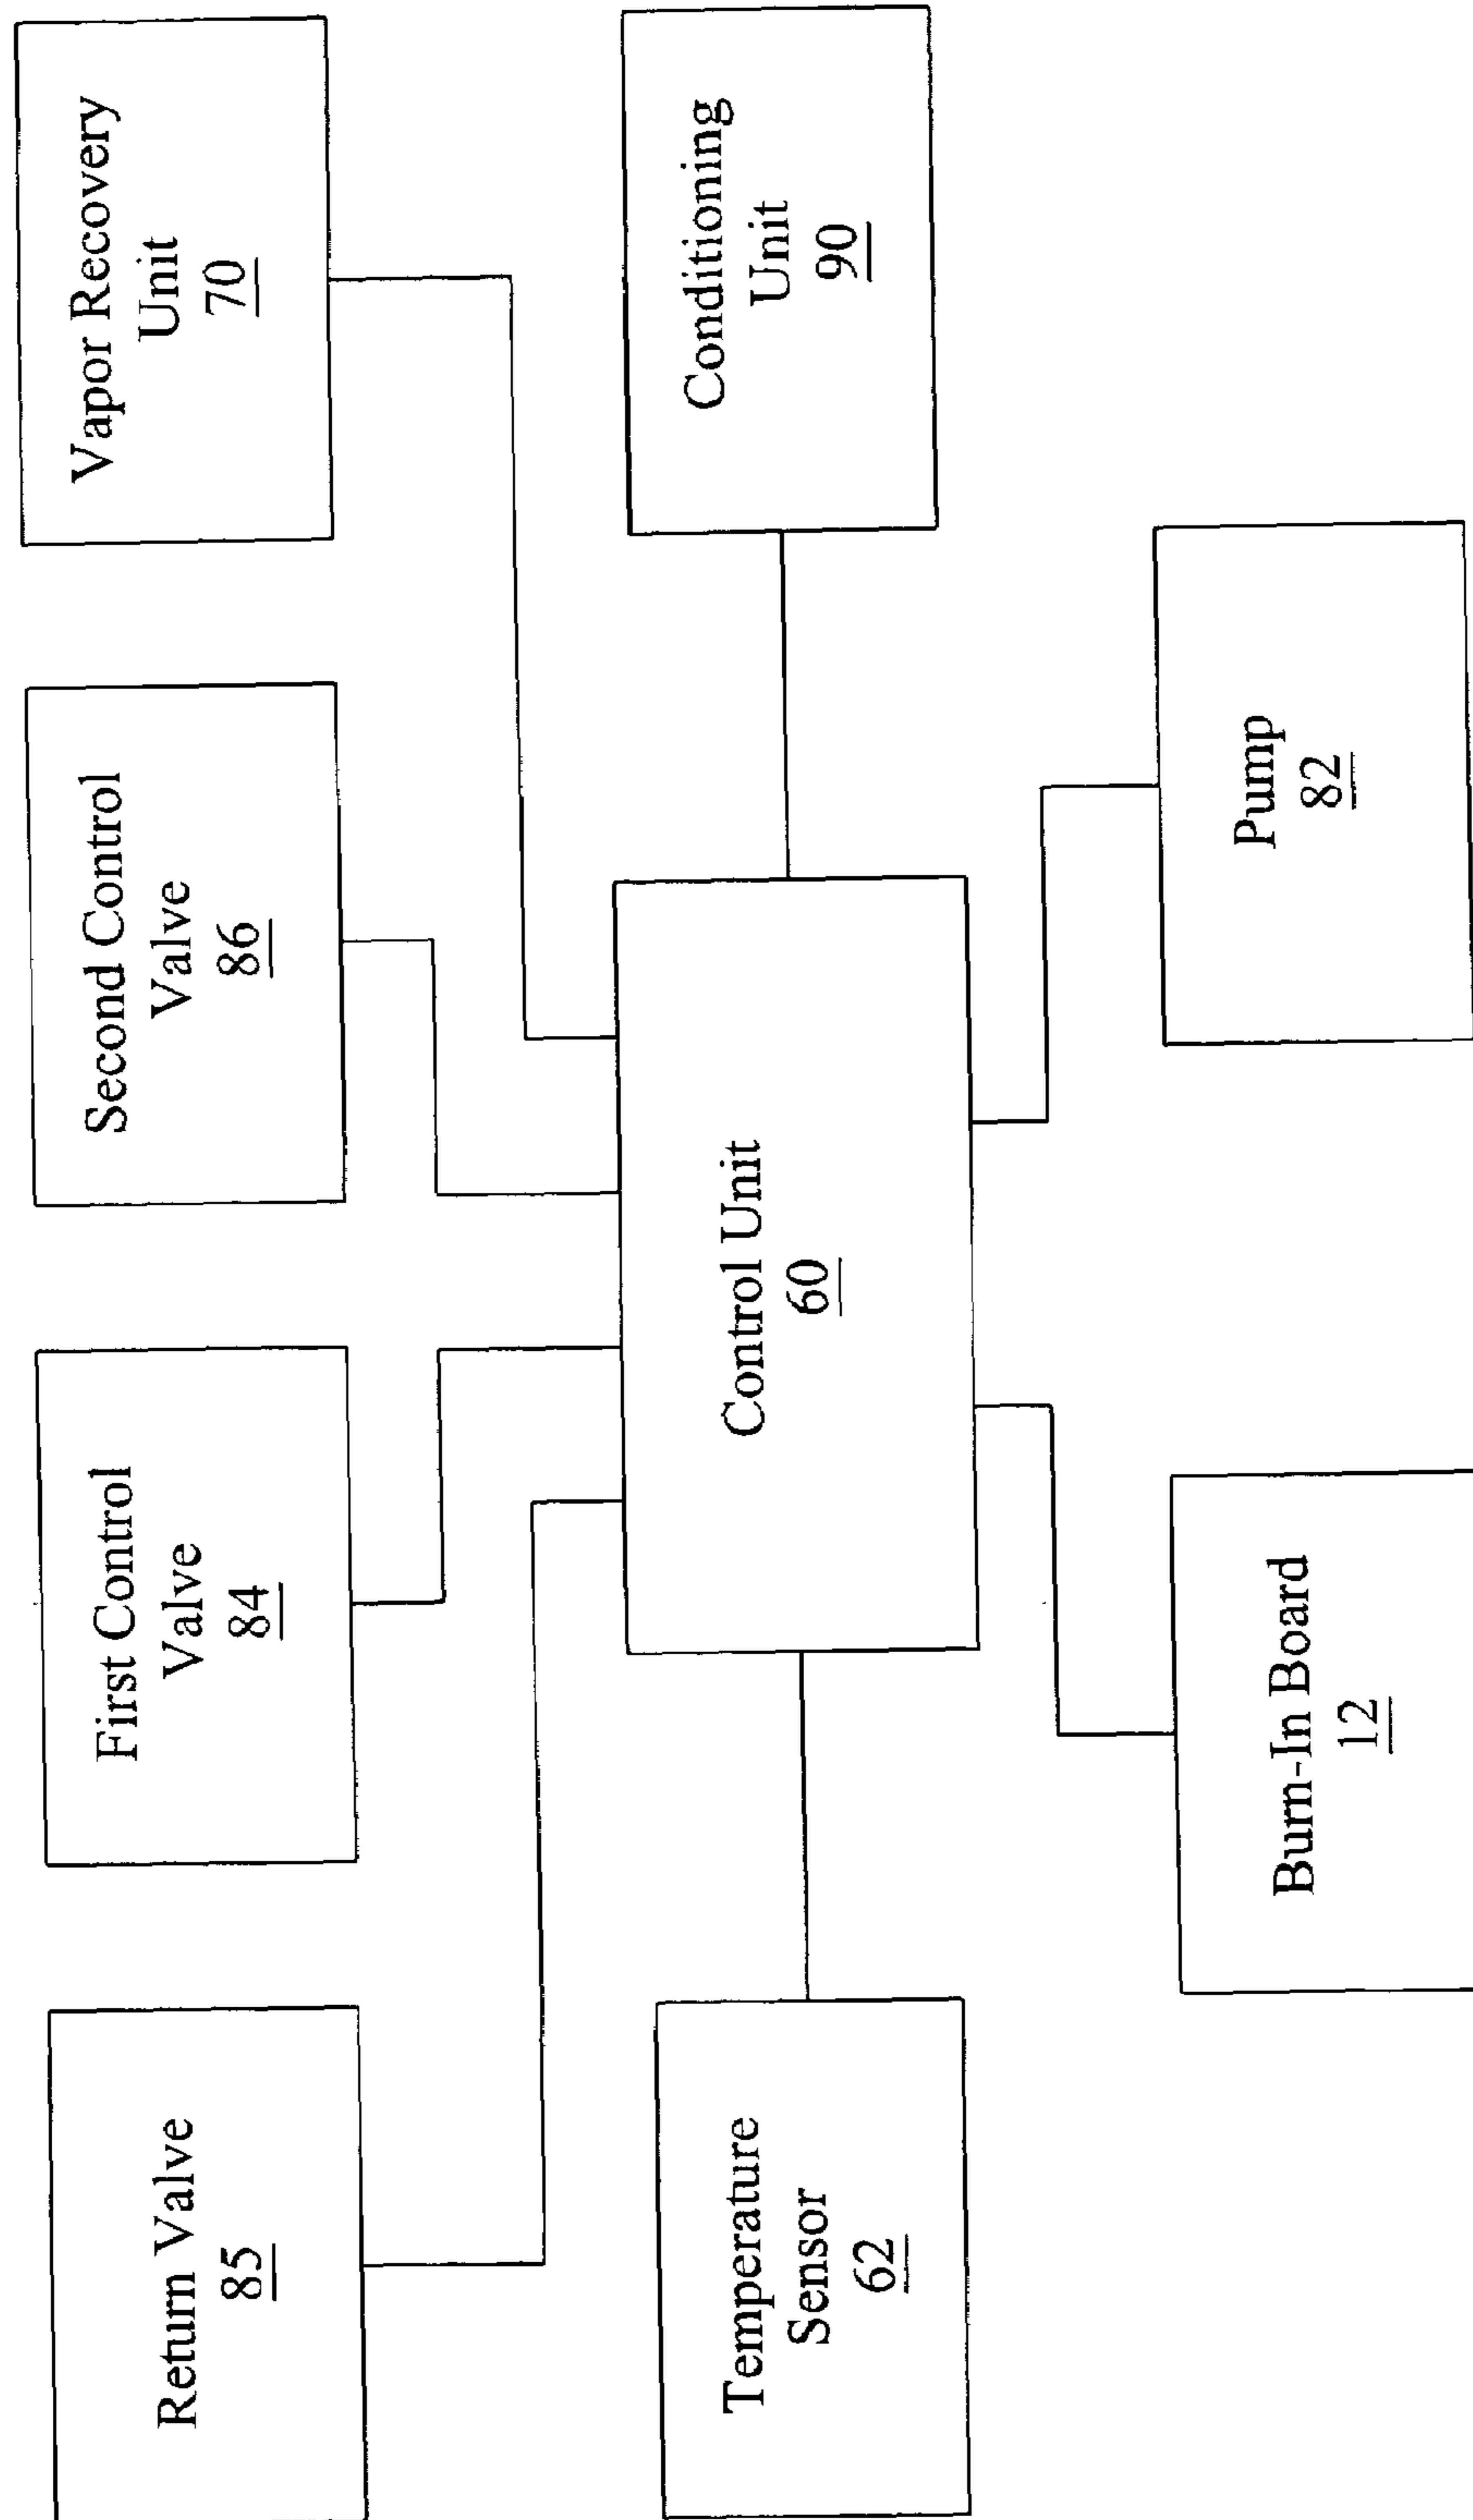 Return Valve
85
First Control
Valve
84
Second Control
Valve
86
Vapor Recovery
Unit
70
Temperature
Sensor
62
Control Unit
60
Conditioning
Unit
90
Burn-In Board
12
Pump
82